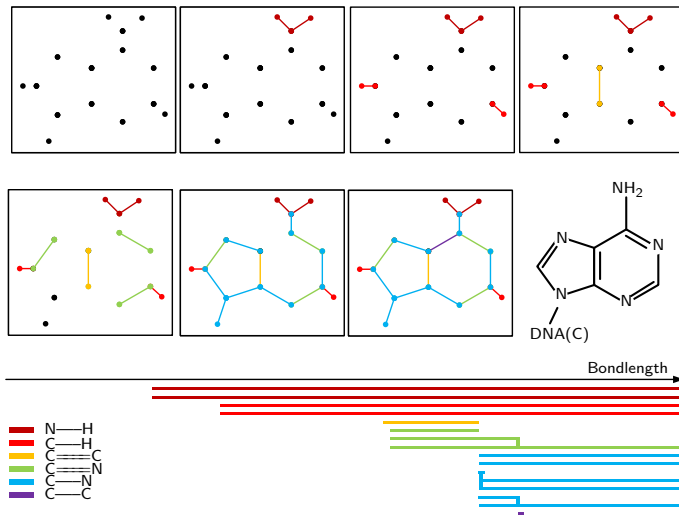 NH2
N
N
N
N
DNA(C)
Bondlength
N—H
C—H
C===C
C===N
C—N
C—C